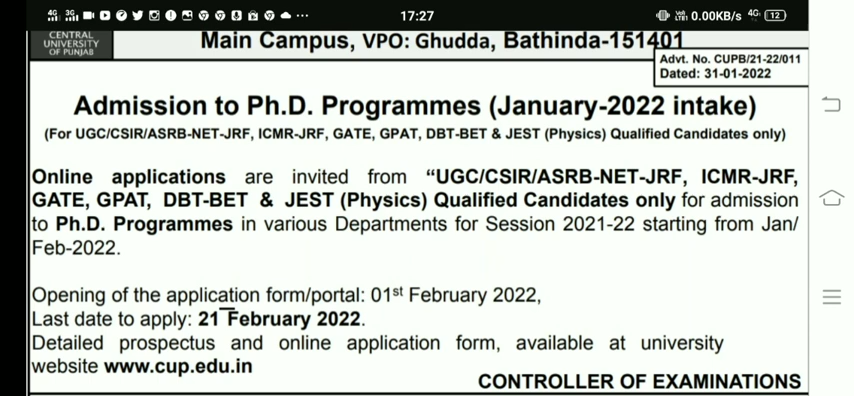 4G 3G 17:27 0.00KB/s 4G 12
CENTRAL
UNIVERSITY
OF PUNJAB
Main Campus, VPO: Ghudda, Bathinda-151401
Advt. No. CUPB/21-22/011
Dated: 31-01-2022
Admission to Ph.D. Programmes (January-2022 intake)
(For UGC/CSIR/ASRB-NET-JRF, ICMR-JRF, GATE, GPAT, DBT-BET & JEST (Physics) Qualified Candidates only)
Online applications are invited from “UGC/CSIR/ASRB-NET-JRF, ICMR-JRF,
GATE, GPAT, DBT-BET & JEST (Physics) Qualified Candidates only for admission
to Ph.D. Programmes in various Departments for Session 2021-22 starting from Jan/
Feb-2022.
Opening of the application form/portal: 01st February 2022,
Last date to apply: 21 February 2022.
Detailed prospectus and online application form, available at university
website www.cup.edu.in
CONTROLLER OF EXAMINATIONS